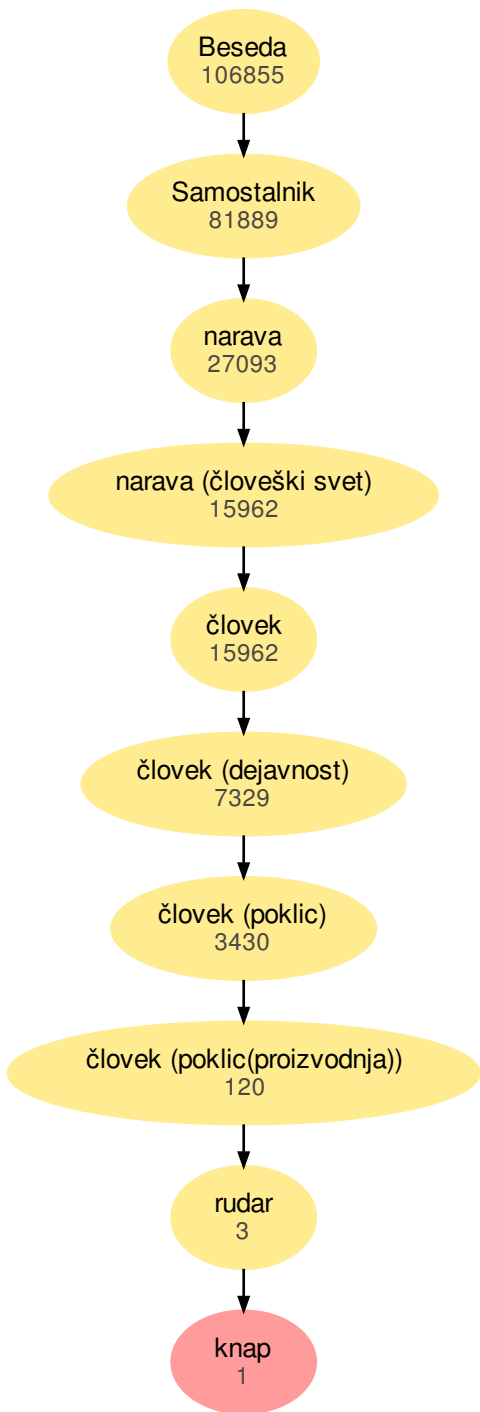 Beseda
106855
Samostalnik
81889
narava
27093
narava (človeški svet)
15962
človek
15962
človek (dejavnost)
7329
človek (poklic)
3430
človek (poklic(proizvodnja))
120
rudar
3
knap
1